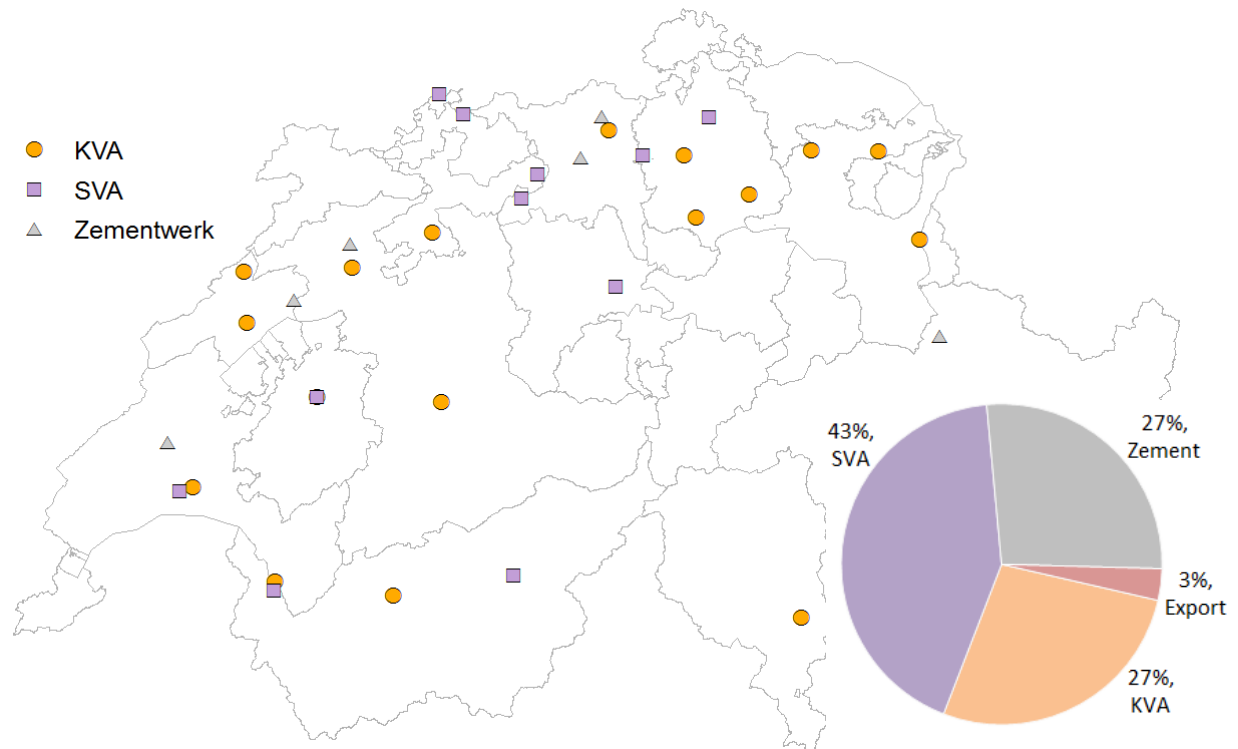 KVA
SVA
Zementwerk
43%,
SVA
27%,
Zement
3%,
Export
27%,
KVA